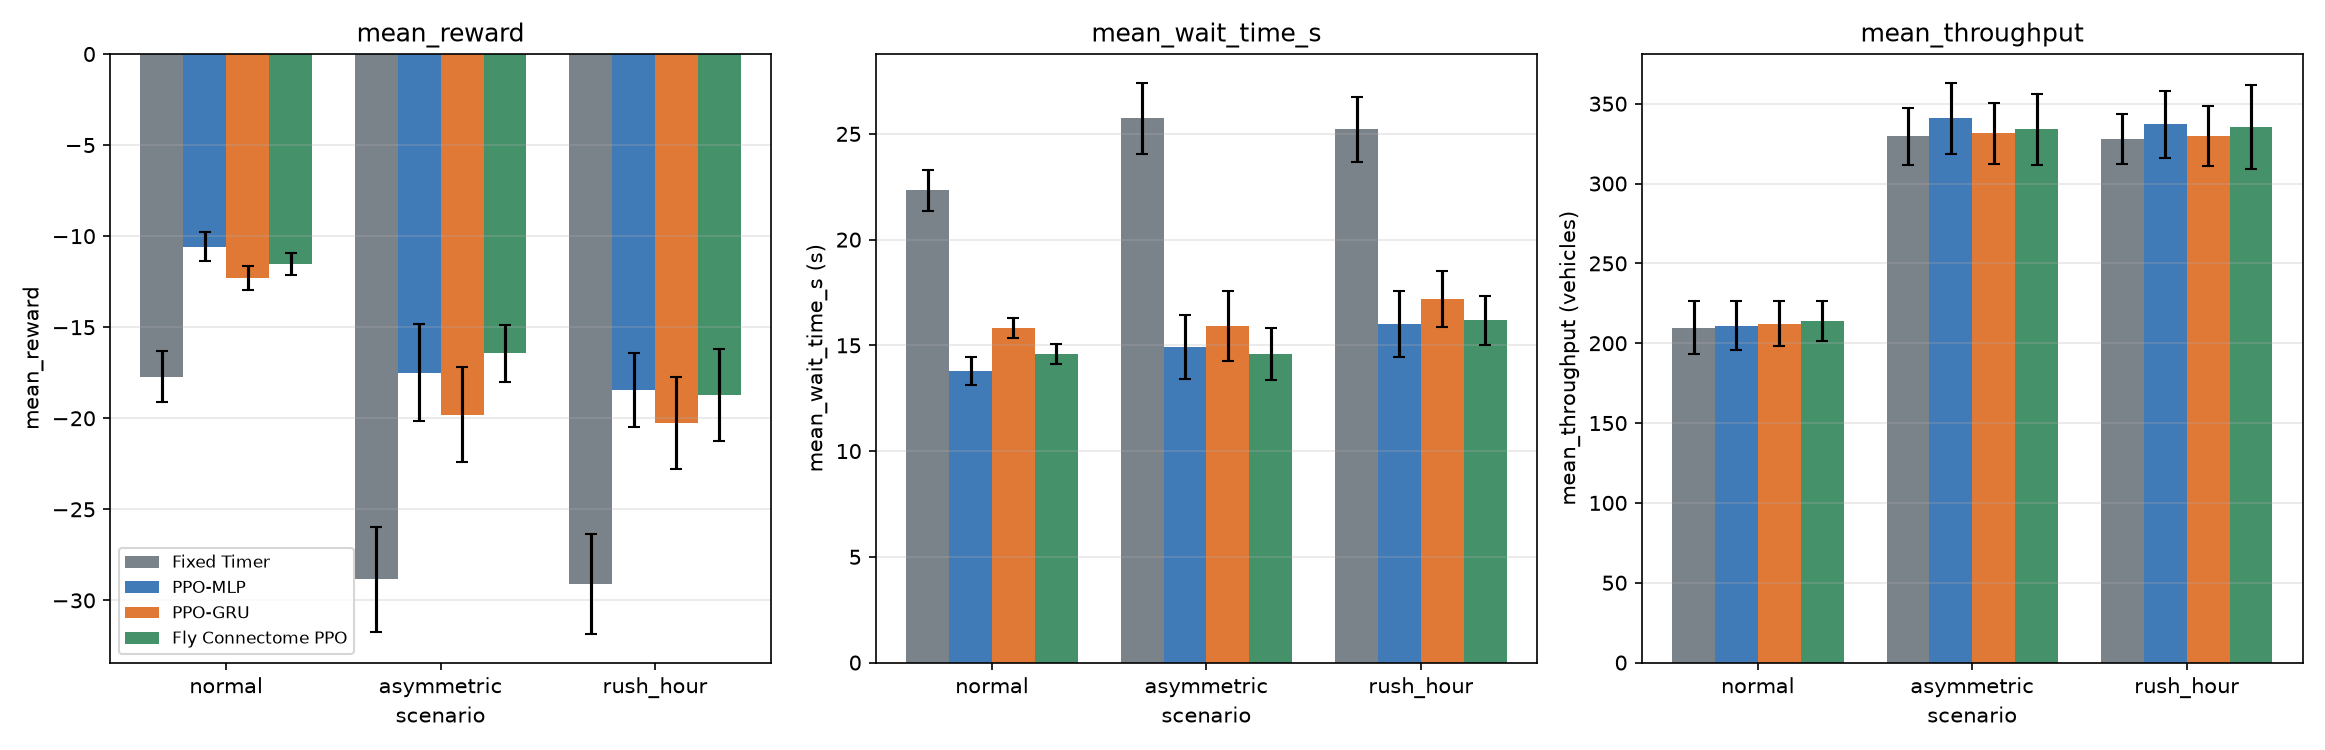 mean_reward
mean_reward
0
−5
−10
−15
−20
−25
−30
Fixed Timer
PPO-MLP
PPO-GRU
Fly Connectome PPO
normal
asymmetric
rush_hour
scenario
mean_wait_time_s
mean_wait_time_s (s)
25
20
15
10
5
0
normal
asymmetric
rush_hour
scenario
mean_throughput
mean_throughput (vehicles)
350
300
250
200
150
100
50
0
normal
asymmetric
rush_hour
scenario